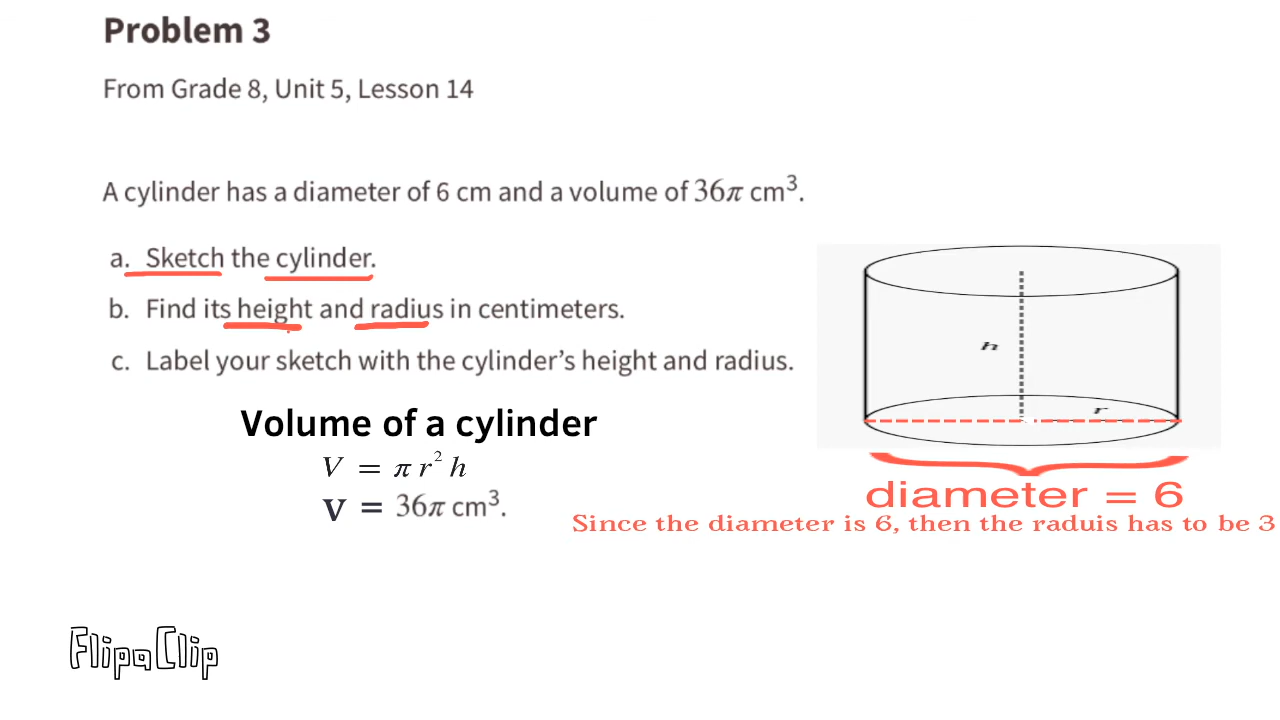 Problem 3
From Grade 8, Unit 5, Lesson 14
A cylinder has a diameter of 6 cm and a volume of 36π cm³.
a. Sketch the cylinder.
b. Find its height and radius in centimeters.
c. Label your sketch with the cylinder's height and radius.
Volume of a cylinder
V = π r² h
V = 36π cm³.
h
r
diameter = 6
Since the diameter is 6, then the raduis has to be 3
FlipaClip